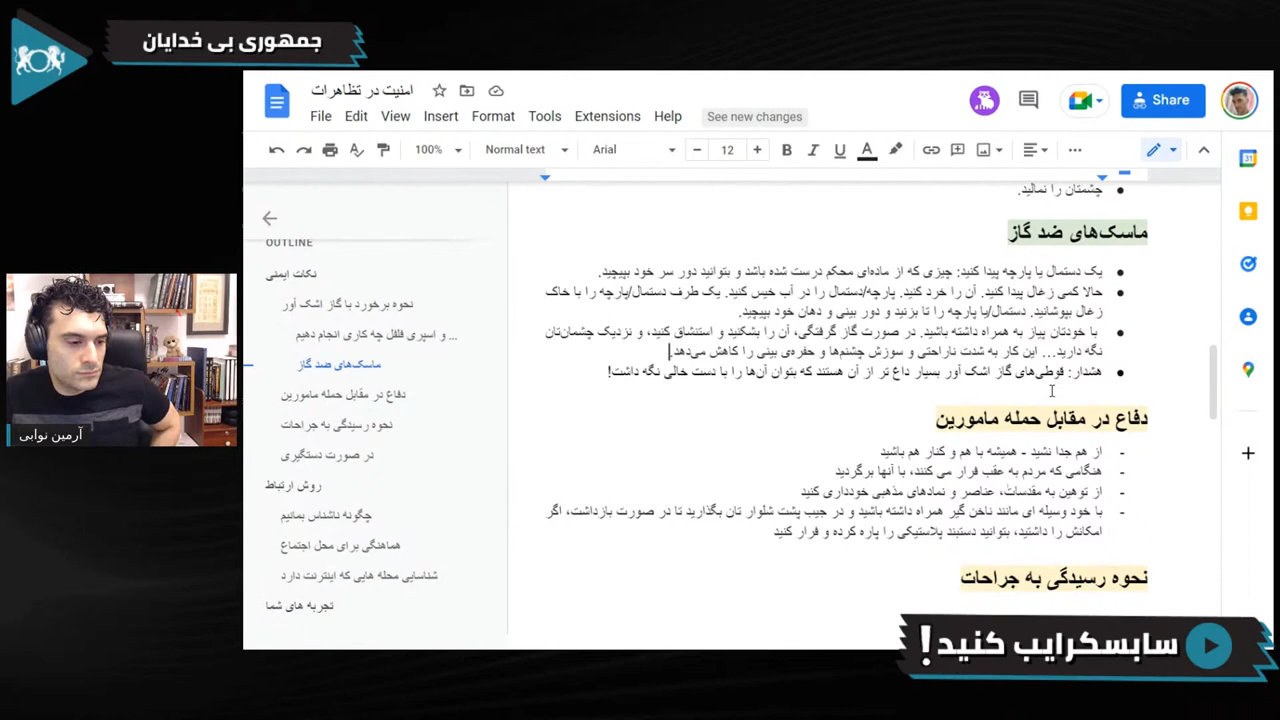 جمهوری بی خدایان
امنیت در تظاهرات
File Edit View Insert Format Tools Extensions Help See new changes
Share
100% Normal text Arial 12 B I U A
چشمتان را نمالید.
ماسک‌های ضد گاز
یک دستمال یا پارچه پیدا کنید: چیزی که از ماده‌ای محکم درست شده باشد و بتوانید دور سر خود بپیچید.
حالا کمی زغال پیدا کنید. آن را خرد کنید. پارچه/دستمال را در آب خیس کنید. یک طرف دستمال/پارچه را با خاک
زغال بپوشانید. دستمال/یا پارچه را تا بزنید و دور بینی و دهان خود بپیچید.
با خودتان پیاز به همراه داشته باشید. در صورت گاز گرفتگی، آن را بشکنید و استنشاق کنید، و نزدیک چشمان‌تان
نگه دارید... این کار به شدت ناراحتی و سوزش چشم‌ها و حفره‌ی بینی را کاهش می‌دهد.
هشدار: قوطی‌های گاز اشک آور بسیار داغ تر از آن هستند که بتوان آن‌ها را با دست خالی نگه داشت!
دفاع در مقابل حمله مامورین
- از هم جدا نشید - همیشه با هم و کنار هم باشید
- هنگامی که مردم به عقب فرار می کنند، با آنها برگردید
- از توهین به مقدسات، عناصر و نمادهای مذهبی خودداری کنید
- با خود وسیله ای مانند ناخن گیر همراه داشته باشید و در جیب پشت شلوار تان بگذارید تا در صورت بازداشت، اگر
امکانش را داشتید، بتوانید دستبند پلاستیکی را پاره کرده و فرار کنید
نحوه رسیدگی به جراحات
OUTLINE
نکات ایمنی
نحوه برخورد با گاز اشک آور
و اسپری فلفل چه کاری انجام دهیم ...
ماسک‌های ضد گاز
دفاع در مقابل حمله مامورین
نحوه رسیدگی به جراحات
در صورت دستگیری
روش ارتباط
چگونه ناشناس بمانیم
هماهنگی برای محل اجتماع
شناسایی محله هایی که اینترنت دارد
تجربه های شما
آرمین نوابی
سابسکرایب کنید!